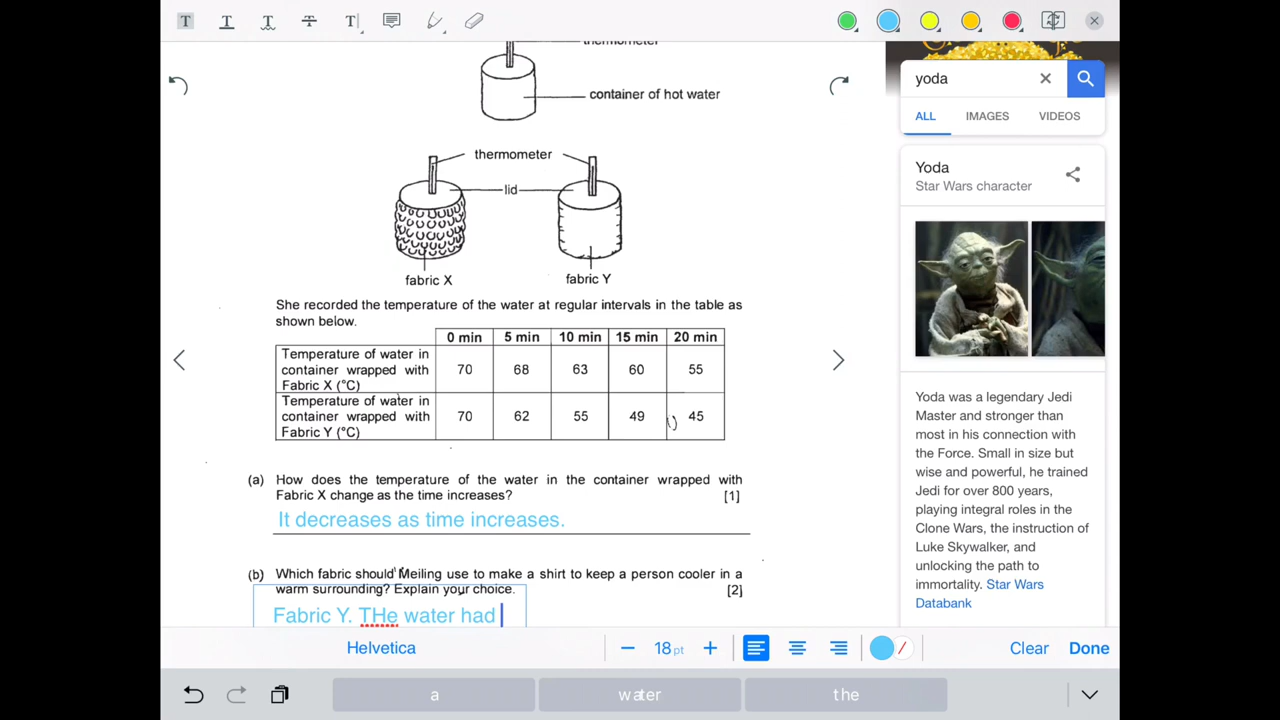 thermometer
container of hot water
thermometer
lid
fabric X
fabric Y
She recorded the temperature of the water at regular intervals in the table as
shown below.
0 min 5 min 10 min 15 min 20 min
Temperature of water in
container wrapped with
Fabric X (°C)
70 68 63 60 55
Temperature of water in
container wrapped with
Fabric Y (°C)
70 62 55 49 45
(a) How does the temperature of the water in the container wrapped with
Fabric X change as the time increases? [1]
It decreases as time increases.
(b) Which fabric should Meiling use to make a shirt to keep a person cooler in a
warm surrounding? Explain your choice. [2]
Fabric Y. THe water had
Helvetica
18pt
Clear
Done
a
water
the
yoda
ALL IMAGES VIDEOS
Yoda
Star Wars character
Yoda was a legendary Jedi
Master and stronger than
most in his connection with
the Force. Small in size but
wise and powerful, he trained
Jedi for over 800 years,
playing integral roles in the
Clone Wars, the instruction of
Luke Skywalker, and
unlocking the path to
immortality. Star Wars
Databank